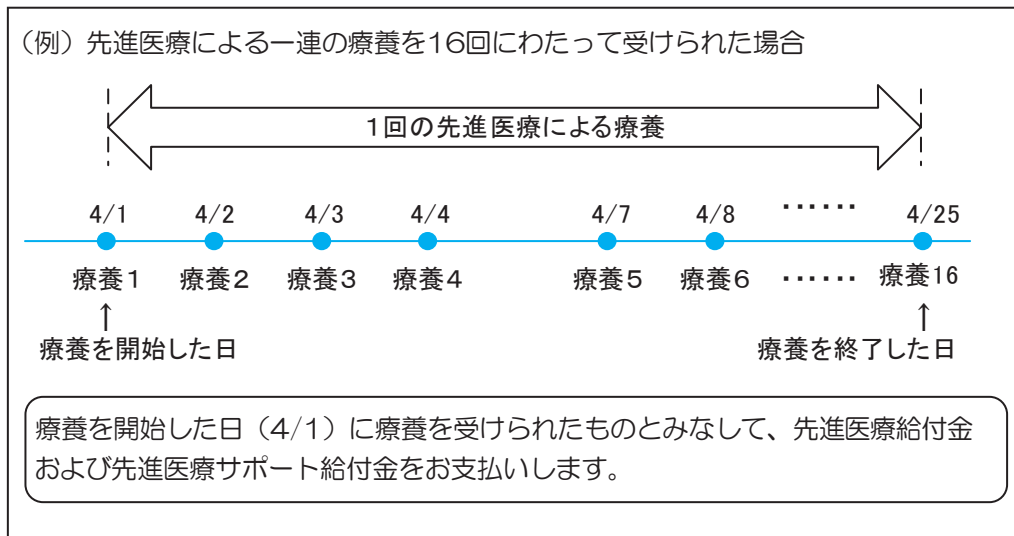 (例)先進医療による一連の療養を16回にわたって受けられた場合
1回の先進医療による療養
4/1 4/2 4/3 4/4 4/7 4/8 …… 4/25
療養1 療養2 療養3 療養4 療養5 療養6 …… 療養16
↑ ↑
療養を開始した日 療養を終了した日
療養を開始した日(4/1)に療養を受けられたものとみなして、先進医療給付金
および先進医療サポート給付金をお支払いします。